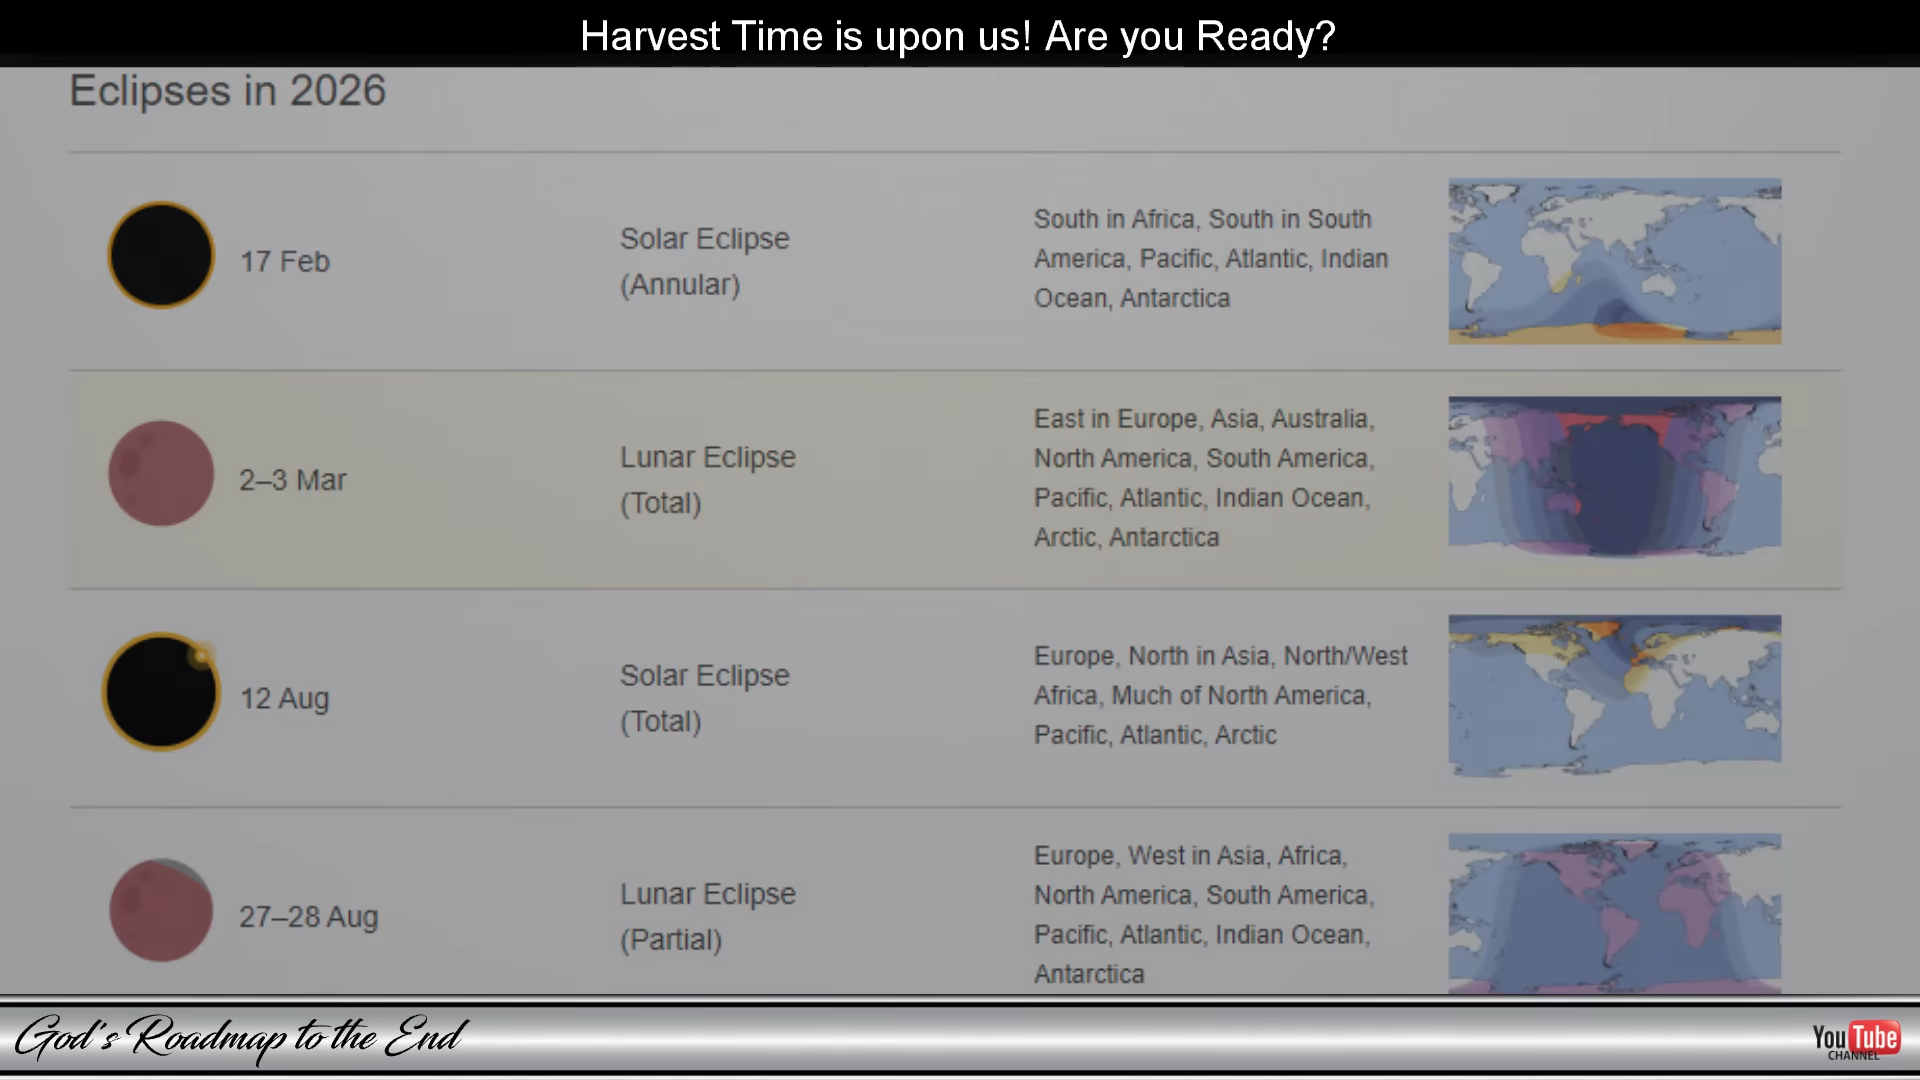 Harvest Time is upon us! Are you Ready?
Eclipses in 2026
17 Feb
Solar Eclipse
(Annular)
South in Africa, South in South
America, Pacific, Atlantic, Indian
Ocean, Antarctica
2–3 Mar
Lunar Eclipse
(Total)
East in Europe, Asia, Australia,
North America, South America,
Pacific, Atlantic, Indian Ocean,
Arctic, Antarctica
12 Aug
Solar Eclipse
(Total)
Europe, North in Asia, North/West
Africa, Much of North America,
Pacific, Atlantic, Arctic
27–28 Aug
Lunar Eclipse
(Partial)
Europe, West in Asia, Africa,
North America, South America,
Pacific, Atlantic, Indian Ocean,
Antarctica
God's Roadmap to the End
YouTube
CHANNEL